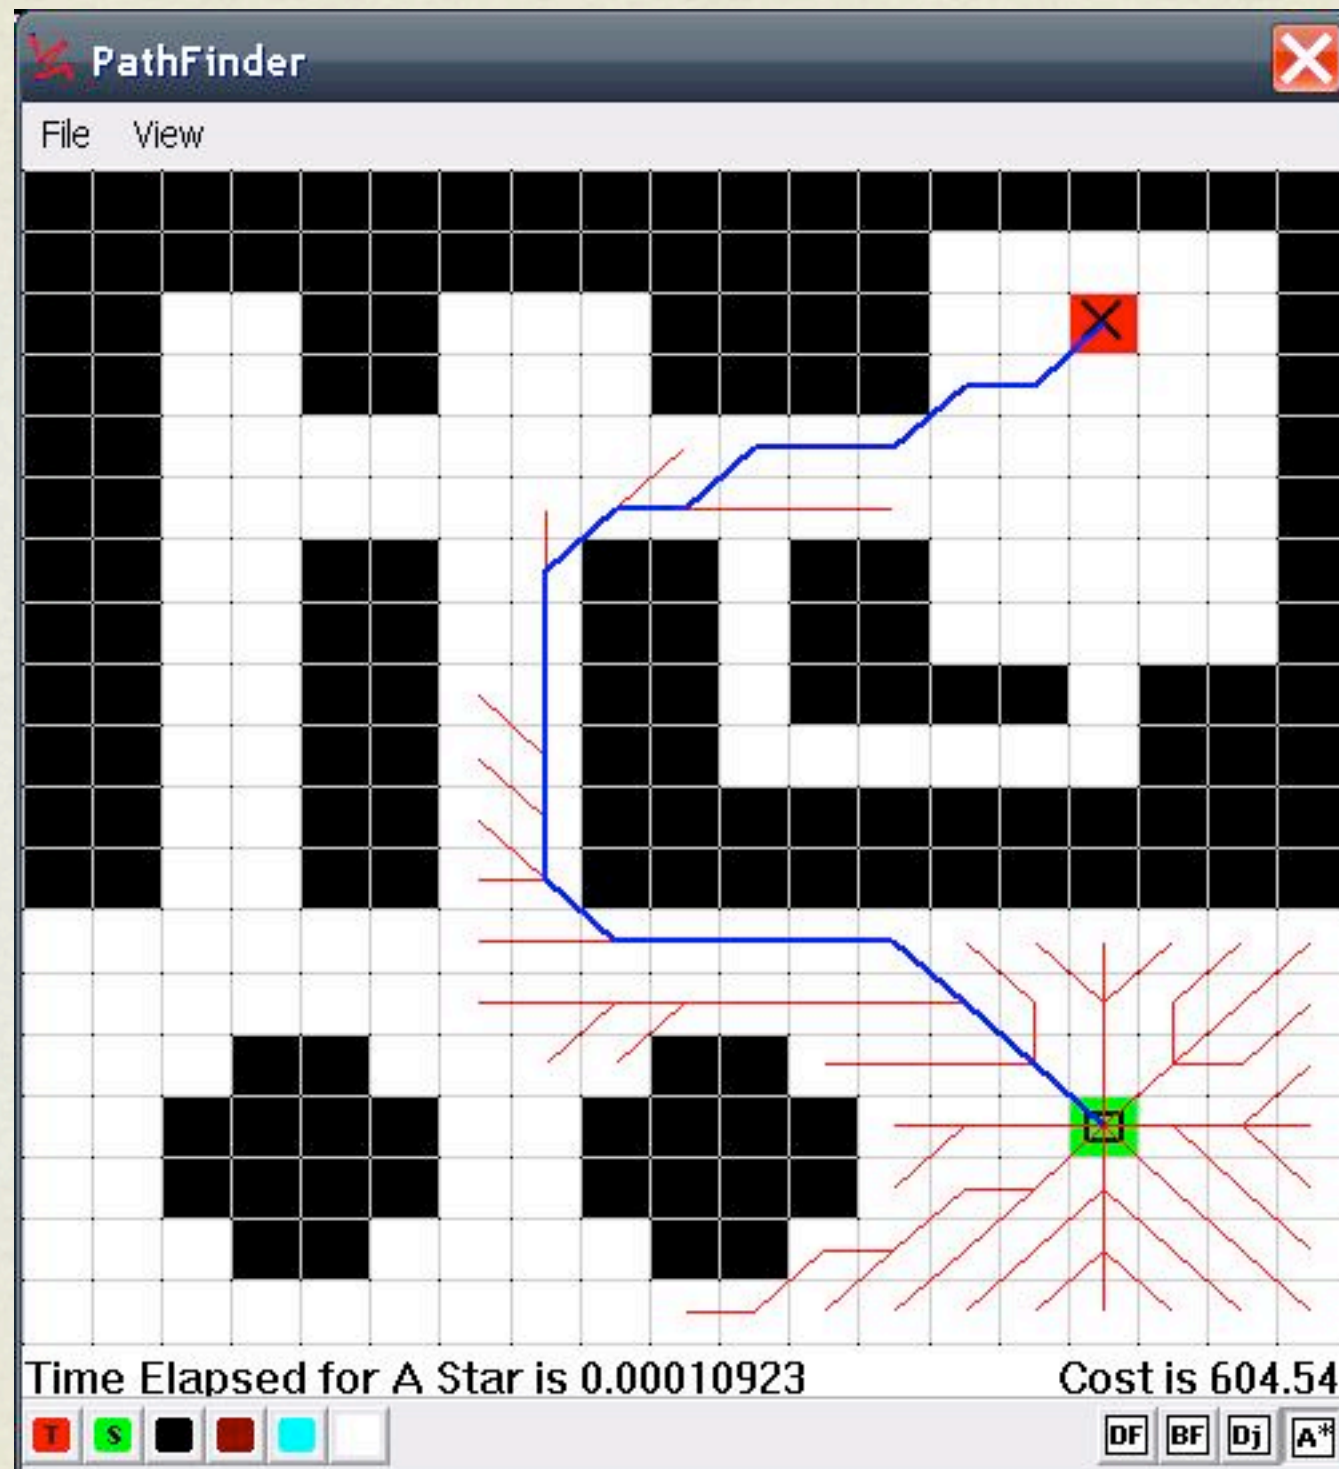 PathFinder
File View
Time Elapsed for A Star is 0.00010923 Cost is 604.54
T S DF BF Dj A*